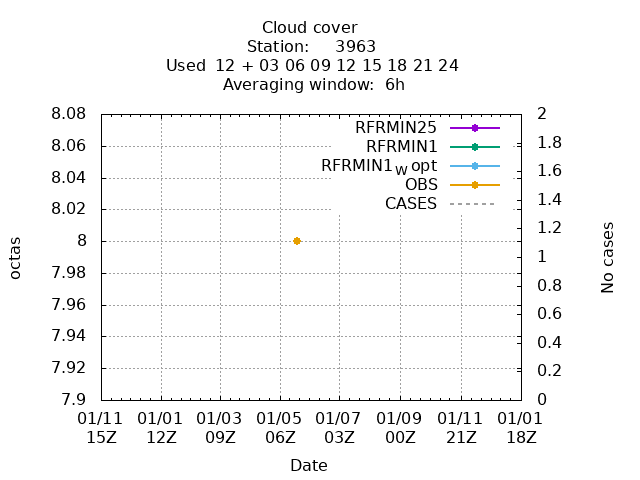 Cloud cover
Station: 3963
Used 12 + 03 06 09 12 15 18 21 24
Averaging window: 6h
8.08
8.06
8.04
8.02
8
7.98
7.96
7.94
7.92
7.9
octas
RFRMIN25
RFRMIN1
RFRMIN1w opt
OBS
CASES
2
1.8
1.6
1.4
1.2
1
0.8
0.6
0.4
0.2
0
No cases
01/11 01/01 01/03 01/05 01/07 01/09 01/11 01/01
15Z 12Z 09Z 06Z 03Z 00Z 21Z 18Z
Date